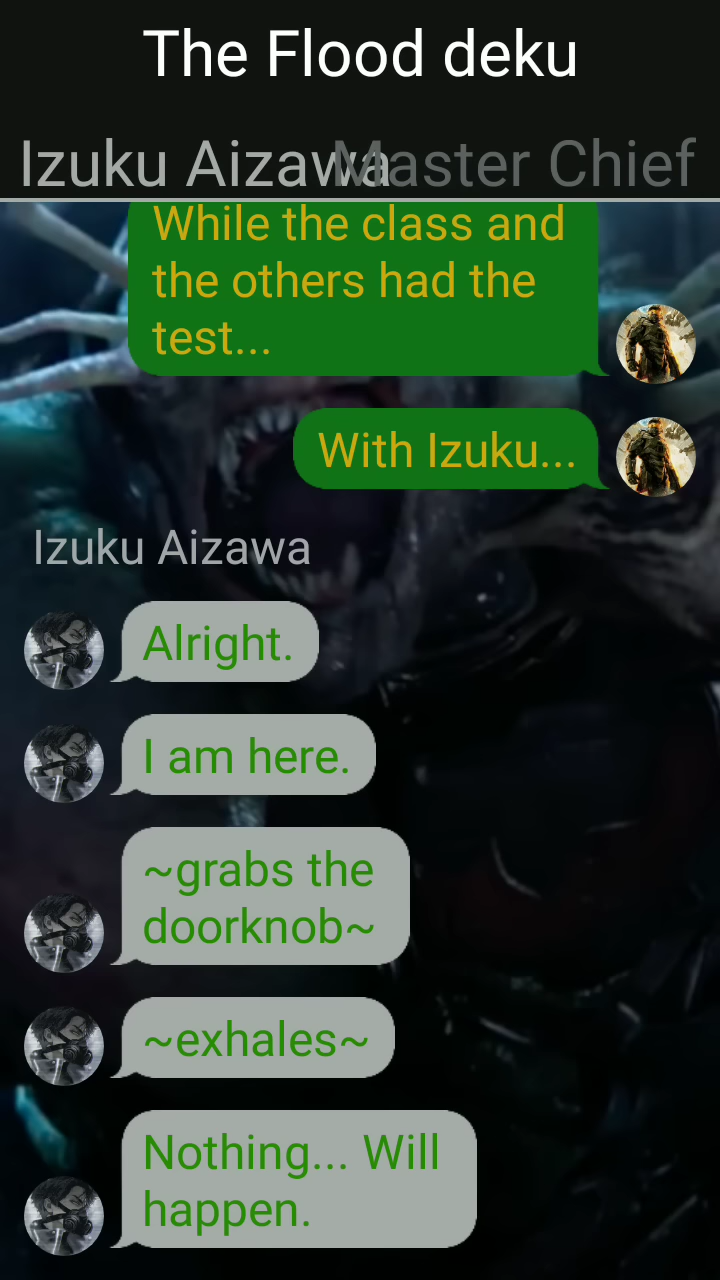 The Flood deku
Izuku Aizawa Master Chief
While the class and
the others had the
test...
With Izuku...
Izuku Aizawa
Alright.
I am here.
~grabs the
doorknob~
~exhales~
Nothing... Will
happen.